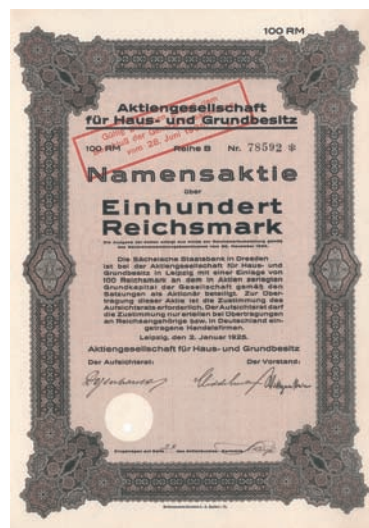 100 RM
Aktiengesellschaft
für Haus- und Grundbesitz
100 RM Reihe B Nr. 78592 *
vom 28. Juni
Namensaktie
über
Einhundert
Reichsmark
Die Sächsische Staatsbank in Dresden
ist bei der Aktiengesellschaft für Haus- und
Grundbesitz in Leipzig mit einer Einlage von
100 Reichsmark an dem in Aktien zerlegten
Grundkapital der Gesellschaft gemäß den
Satzungen als Aktionär beteiligt. Zur Über-
tragung dieser Aktie ist die Zustimmung des
Aufsichtsrats erforderlich. Der Aufsichtsrat darf
die Zustimmung nur erteilen bei Übertragungen
an Reichsangehörige bzw. in Deutschland ein-
getragene Handelsfirmen.
Leipzig, den 2. Januar 1925.
Aktiengesellschaft für Haus- und Grundbesitz
Der Aufsichtsrat: Der Vorstand: